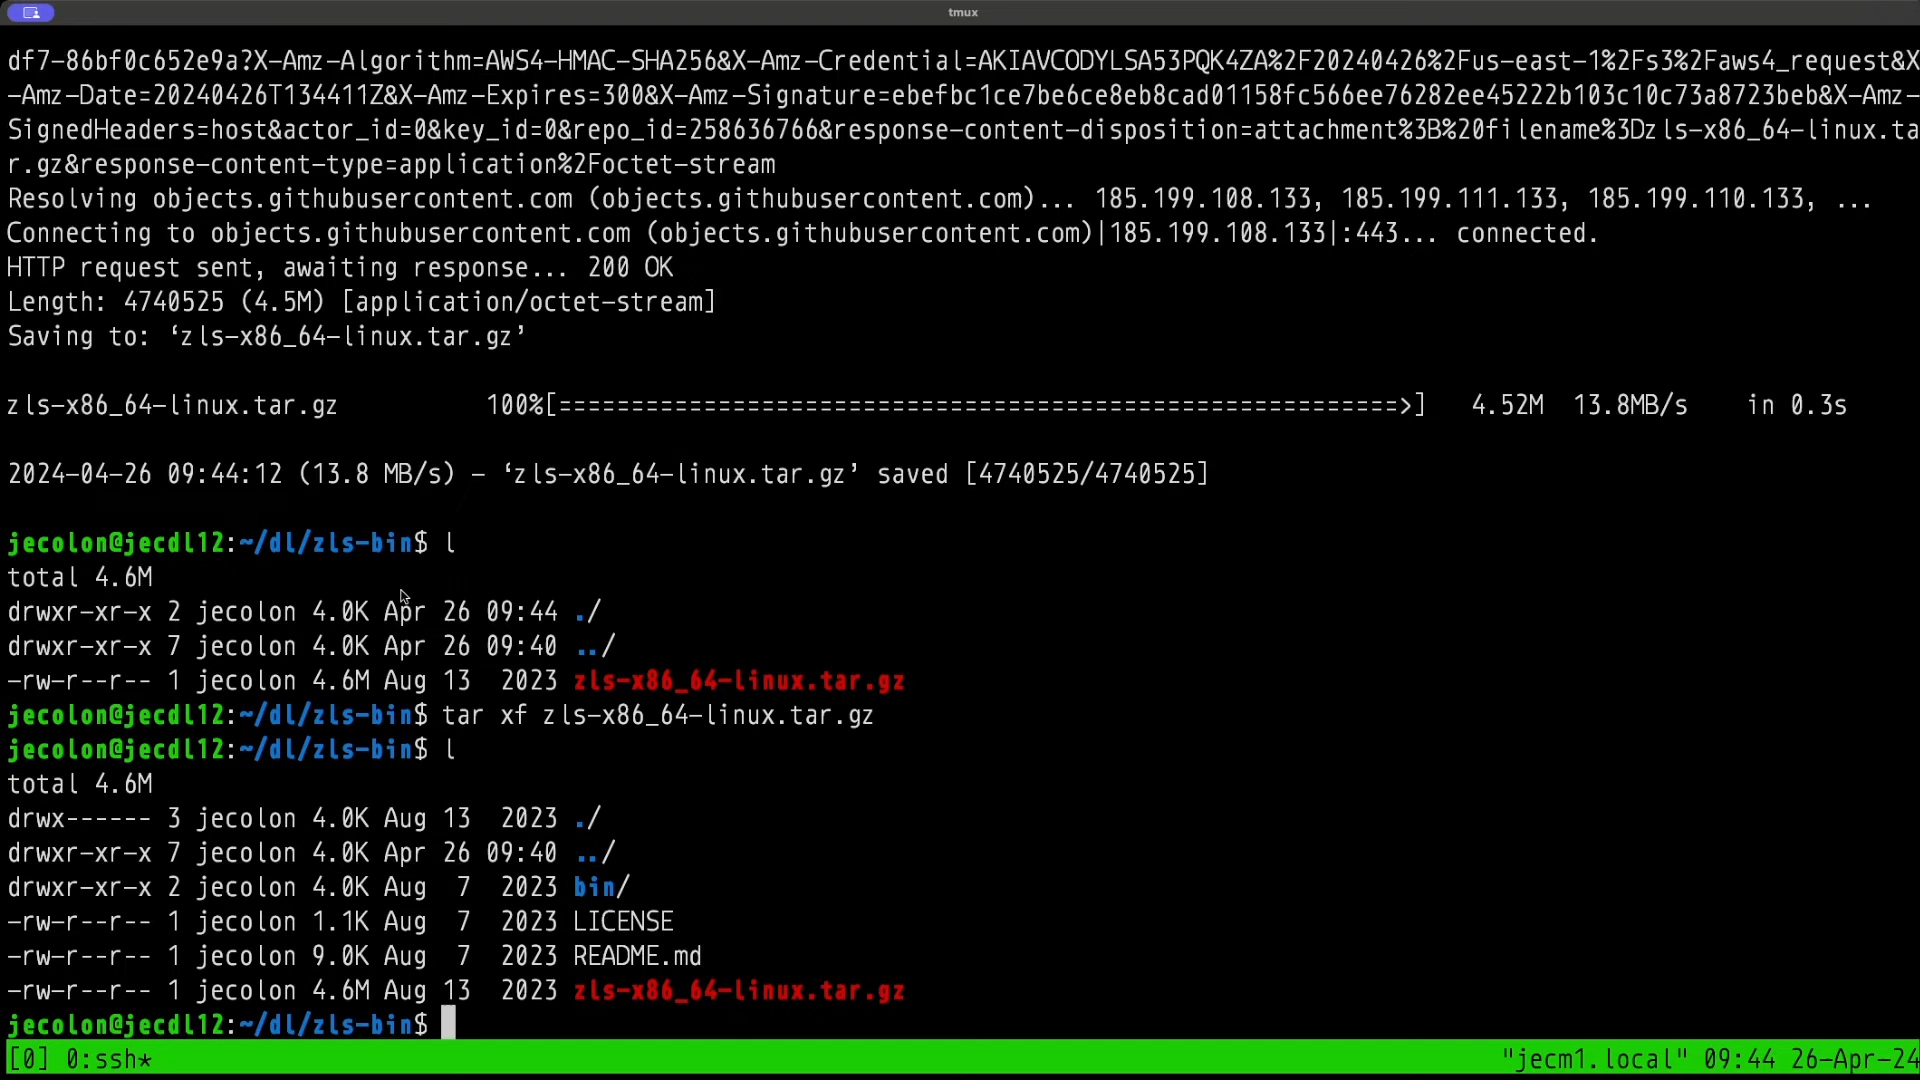 tmux
df7-86bf0c652e9a?X-Amz-Algorithm=AWS4-HMAC-SHA256&X-Amz-Credential=AKIAVCODYLSA53PQK4ZA%2F20240426%2Fus-east-1%2Fs3%2Faws4_request&X
-Amz-Date=20240426T134411Z&X-Amz-Expires=300&X-Amz-Signature=ebefbc1ce7be6ce8eb8cad01158fc566ee76282ee45222b103c10c73a8723beb&X-Amz-
SignedHeaders=host&actor_id=0&key_id=0&repo_id=258636766&response-content-disposition=attachment%3B%20filename%3Dzls-x86_64-linux.ta
r.gz&response-content-type=application%2Foctet-stream
Resolving objects.githubusercontent.com (objects.githubusercontent.com)... 185.199.108.133, 185.199.111.133, 185.199.110.133, ...
Connecting to objects.githubusercontent.com (objects.githubusercontent.com)|185.199.108.133|:443... connected.
HTTP request sent, awaiting response... 200 OK
Length: 4740525 (4.5M) [application/octet-stream]
Saving to: ‘zls-x86_64-linux.tar.gz’
zls-x86_64-linux.tar.gz 100%[==========================================================>] 4.52M 13.8MB/s in 0.3s
2024-04-26 09:44:12 (13.8 MB/s) - ‘zls-x86_64-linux.tar.gz’ saved [4740525/4740525]
jecolon@jecdl12:~/dl/zls-bin$ l
total 4.6M
drwxr-xr-x 2 jecolon 4.0K Apr 26 09:44 ./
drwxr-xr-x 7 jecolon 4.0K Apr 26 09:40 ../
-rw-r--r-- 1 jecolon 4.6M Aug 13 2023 zls-x86_64-linux.tar.gz
jecolon@jecdl12:~/dl/zls-bin$ tar xf zls-x86_64-linux.tar.gz
jecolon@jecdl12:~/dl/zls-bin$ l
total 4.6M
drwx------ 3 jecolon 4.0K Aug 13 2023 ./
drwxr-xr-x 7 jecolon 4.0K Apr 26 09:40 ../
drwxr-xr-x 2 jecolon 4.0K Aug 7 2023 bin/
-rw-r--r-- 1 jecolon 1.1K Aug 7 2023 LICENSE
-rw-r--r-- 1 jecolon 9.0K Aug 7 2023 README.md
-rw-r--r-- 1 jecolon 4.6M Aug 13 2023 zls-x86_64-linux.tar.gz
jecolon@jecdl12:~/dl/zls-bin$
[0] 0:ssh* "jecm1.local" 09:44 26-Apr-24